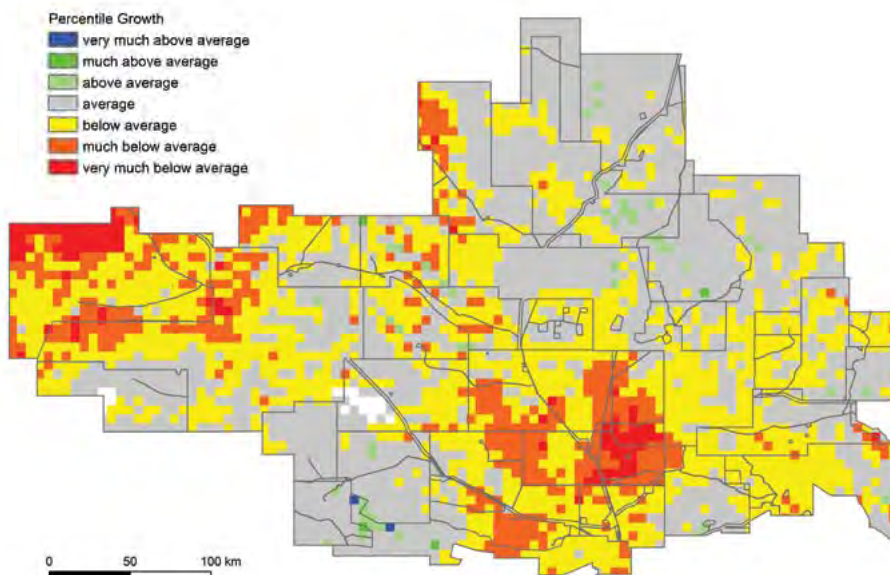 Percentile Growth
very much above average
much above average
above average
average
below average
much below average
very much below average
0 50 100 km